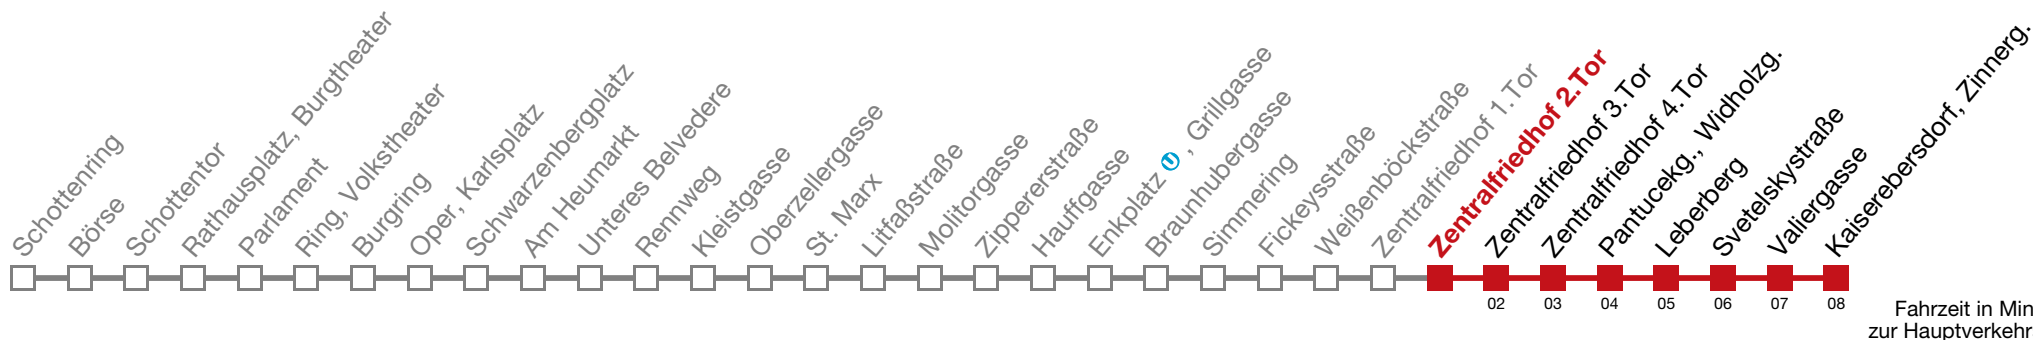 Schottenring
Börse
Schottentor
Rathausplatz, Burgtheater
Parlament
Ring, Volkstheater
Burgring
Oper, Karlsplatz
Schwarzenbergplatz
Am Heumarkt
Unteres Belvedere
Rennweg
Kleistgasse
Oberzellergasse
St. Marx
Litfaßstraße
Molitorgasse
Zippererstraße
Hauffgasse
Enkplatz U, Grillgasse
Braunhubergasse
Simmering
Fickeysstraße
Weißenböckstraße
Zentralfriedhof 1.Tor
Zentralfriedhof 2.Tor
Zentralfriedhof 3.Tor
Zentralfriedhof 4.Tor
Pantucekg., Widholzg.
Leberberg
Svetelskystraße
Valiergasse
Kaiserebersdorf, Zinnerg.
02 03 04 05 06 07 08
Fahrzeit in Min
zur Hauptverkehr